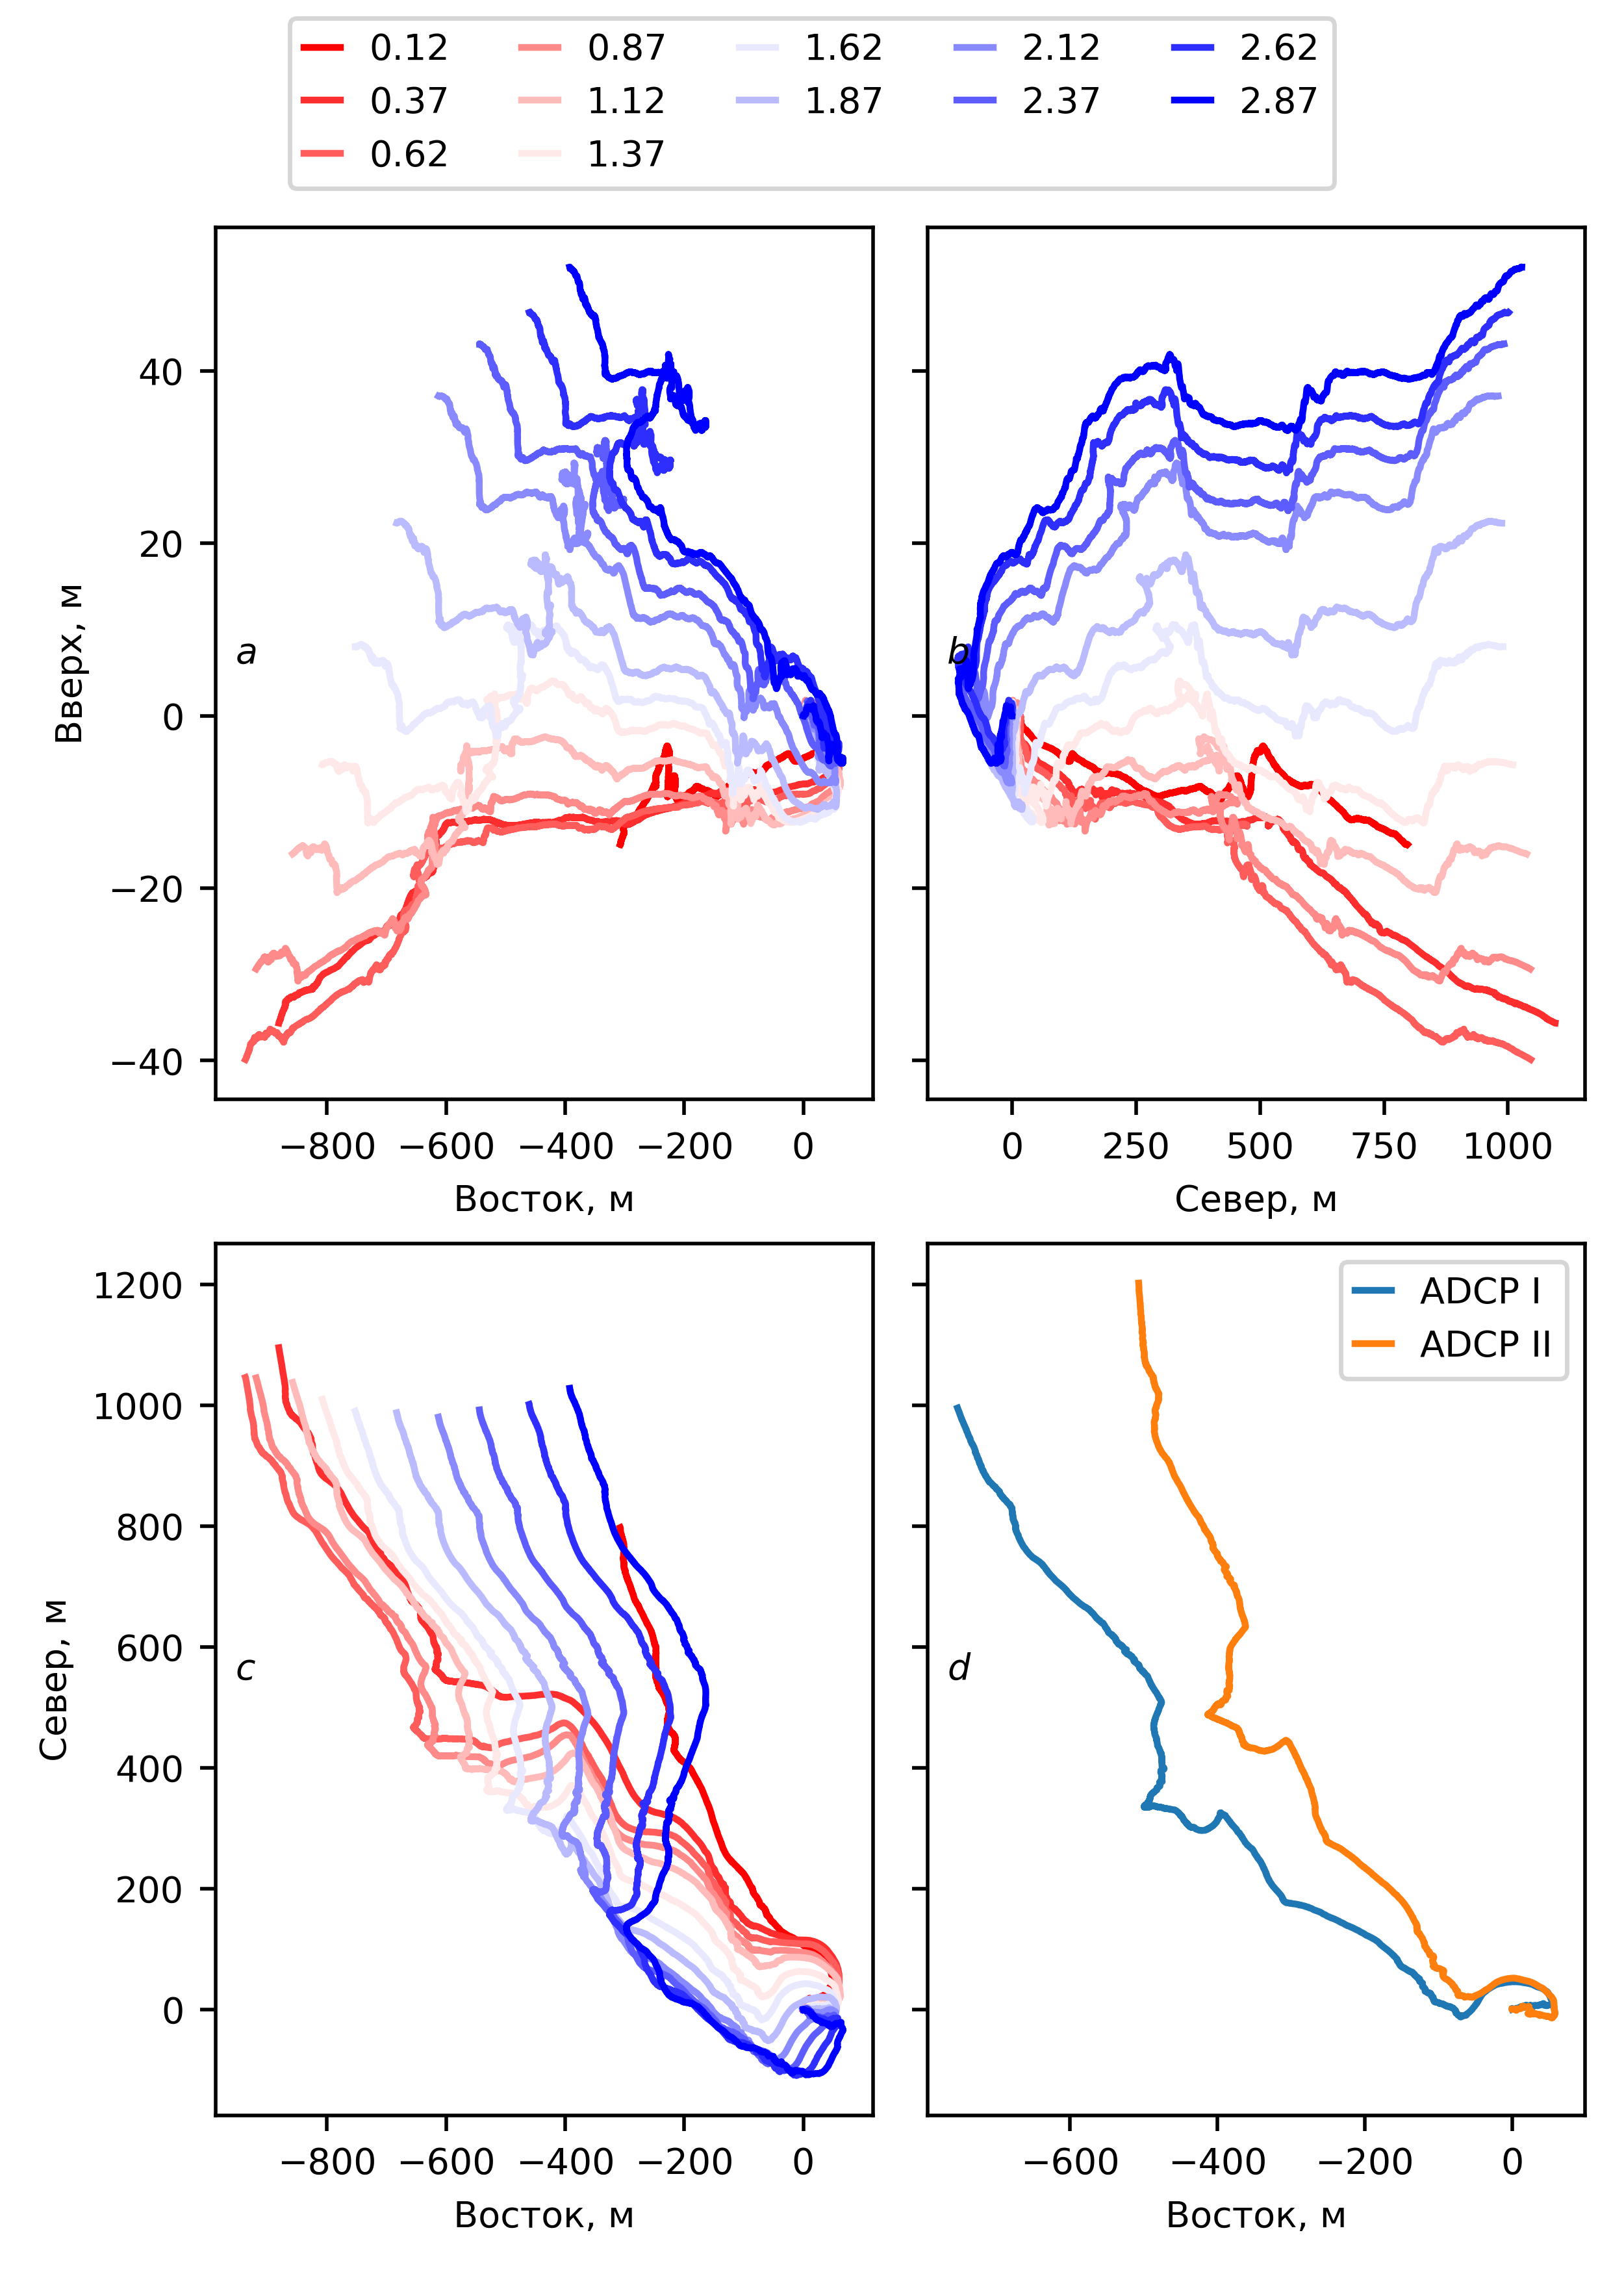 0.12 0.87 1.62 2.12 2.62
0.37 1.12 1.87 2.37 2.87
0.62 1.37
40
20
0
−20
−40
Вверх, м
a
−800 −600 −400 −200 0
Восток, м
b
0 250 500 750 1000
Север, м
1200
1000
800
600
400
200
0
Север, м
c
−800 −600 −400 −200 0
Восток, м
ADCP I
ADCP II
d
−600 −400 −200 0
Восток, м